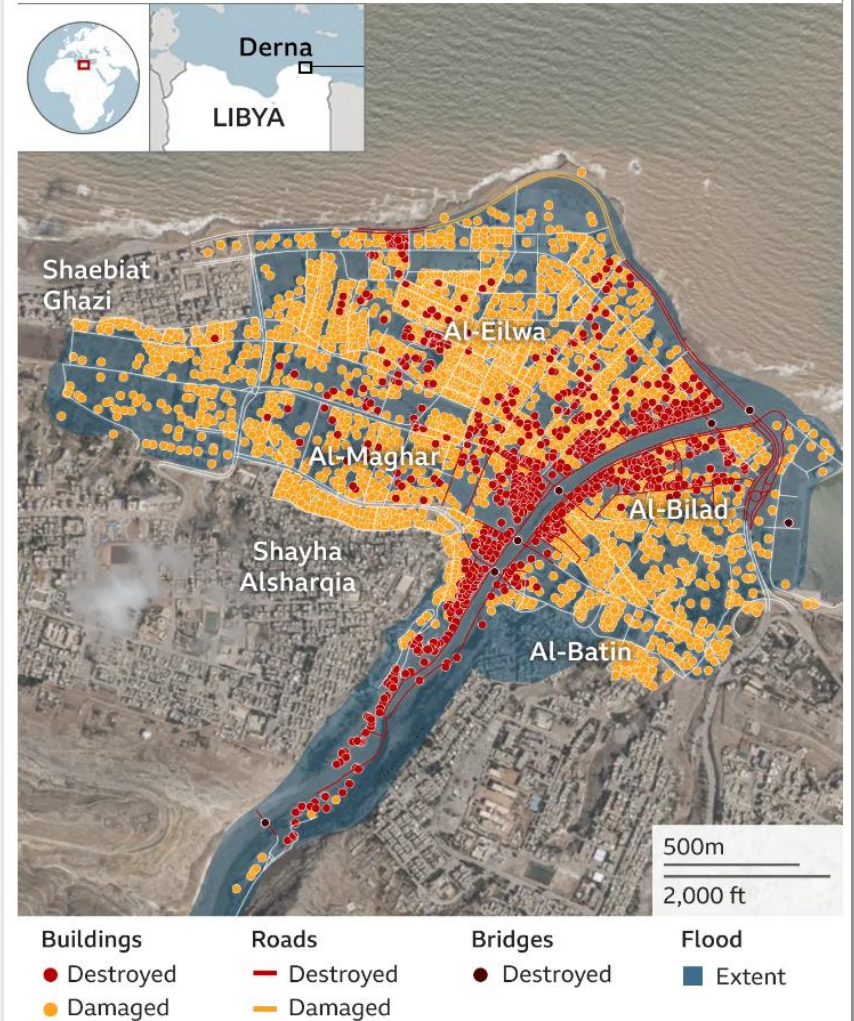 Derna
LIBYA
Shaebiat
Ghazi
Al-Eilwa
Al-Maghar
Al-Bilad
Shayha
Alsharqia
Al-Batin
500m
2,000 ft
Buildings
Destroyed
Damaged
Roads
Destroyed
Damaged
Bridges
Destroyed
Flood
Extent